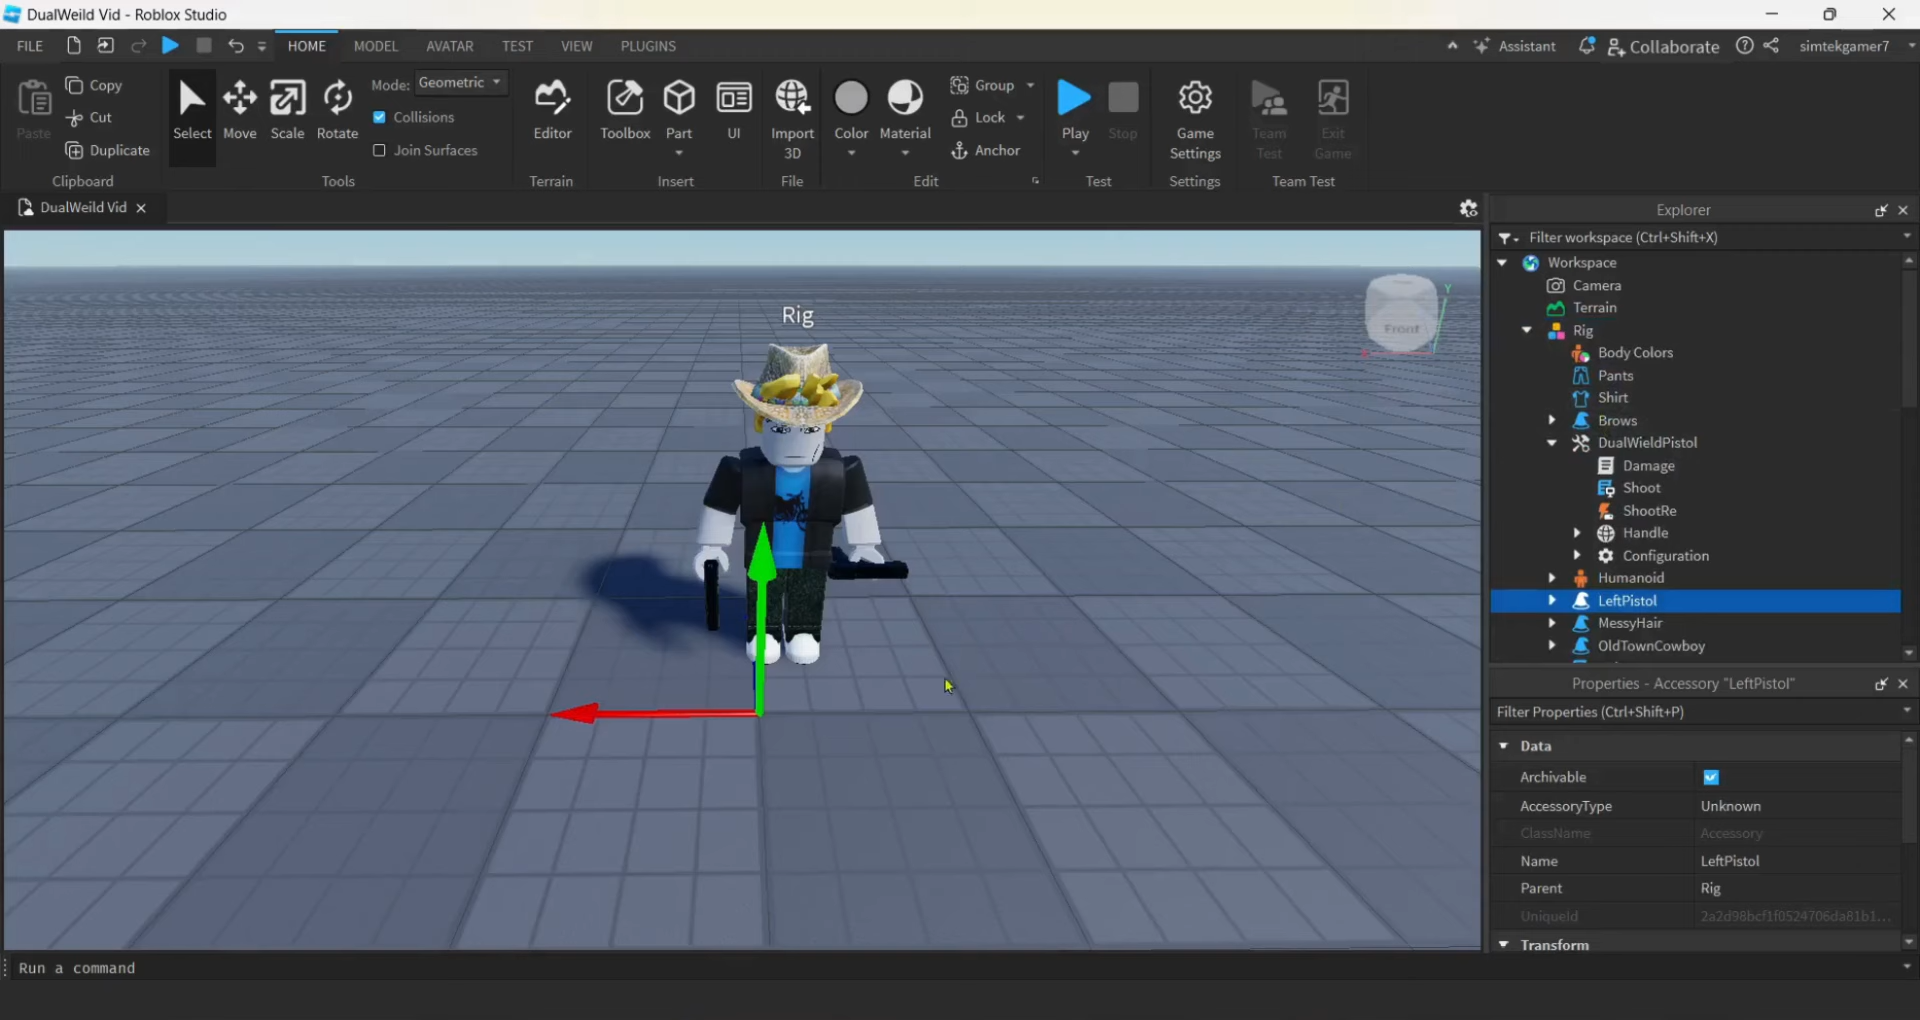 DualWeild Vid - Roblox Studio
FILE
HOME
MODEL
AVATAR
TEST
VIEW
PLUGINS
Assistant
Collaborate
simtekgamer7
Paste
Copy
Cut
Duplicate
Clipboard
Select
Move
Scale
Rotate
Mode: Geometric
Collisions
Join Surfaces
Tools
Editor
Terrain
Toolbox
Part
UI
Insert
Import
3D
File
Color
Material
Group
Lock
Anchor
Edit
Play
Stop
Test
Game
Settings
Settings
Team
Test
Exit
Game
Team Test
DualWeild Vid
Rig
Front
Y
Explorer
Filter workspace (Ctrl+Shift+X)
Workspace
Camera
Terrain
Rig
Body Colors
Pants
Shirt
Brows
DualWieldPistol
Damage
Shoot
ShootRe
Handle
Configuration
Humanoid
LeftPistol
MessyHair
OldTownCowboy
Properties - Accessory "LeftPistol"
Filter Properties (Ctrl+Shift+P)
Data
Archivable
AccessoryType Unknown
ClassName Accessory
Name LeftPistol
Parent Rig
UniqueId 2a2d98bcf1f0524706da81b1...
Transform
Run a command